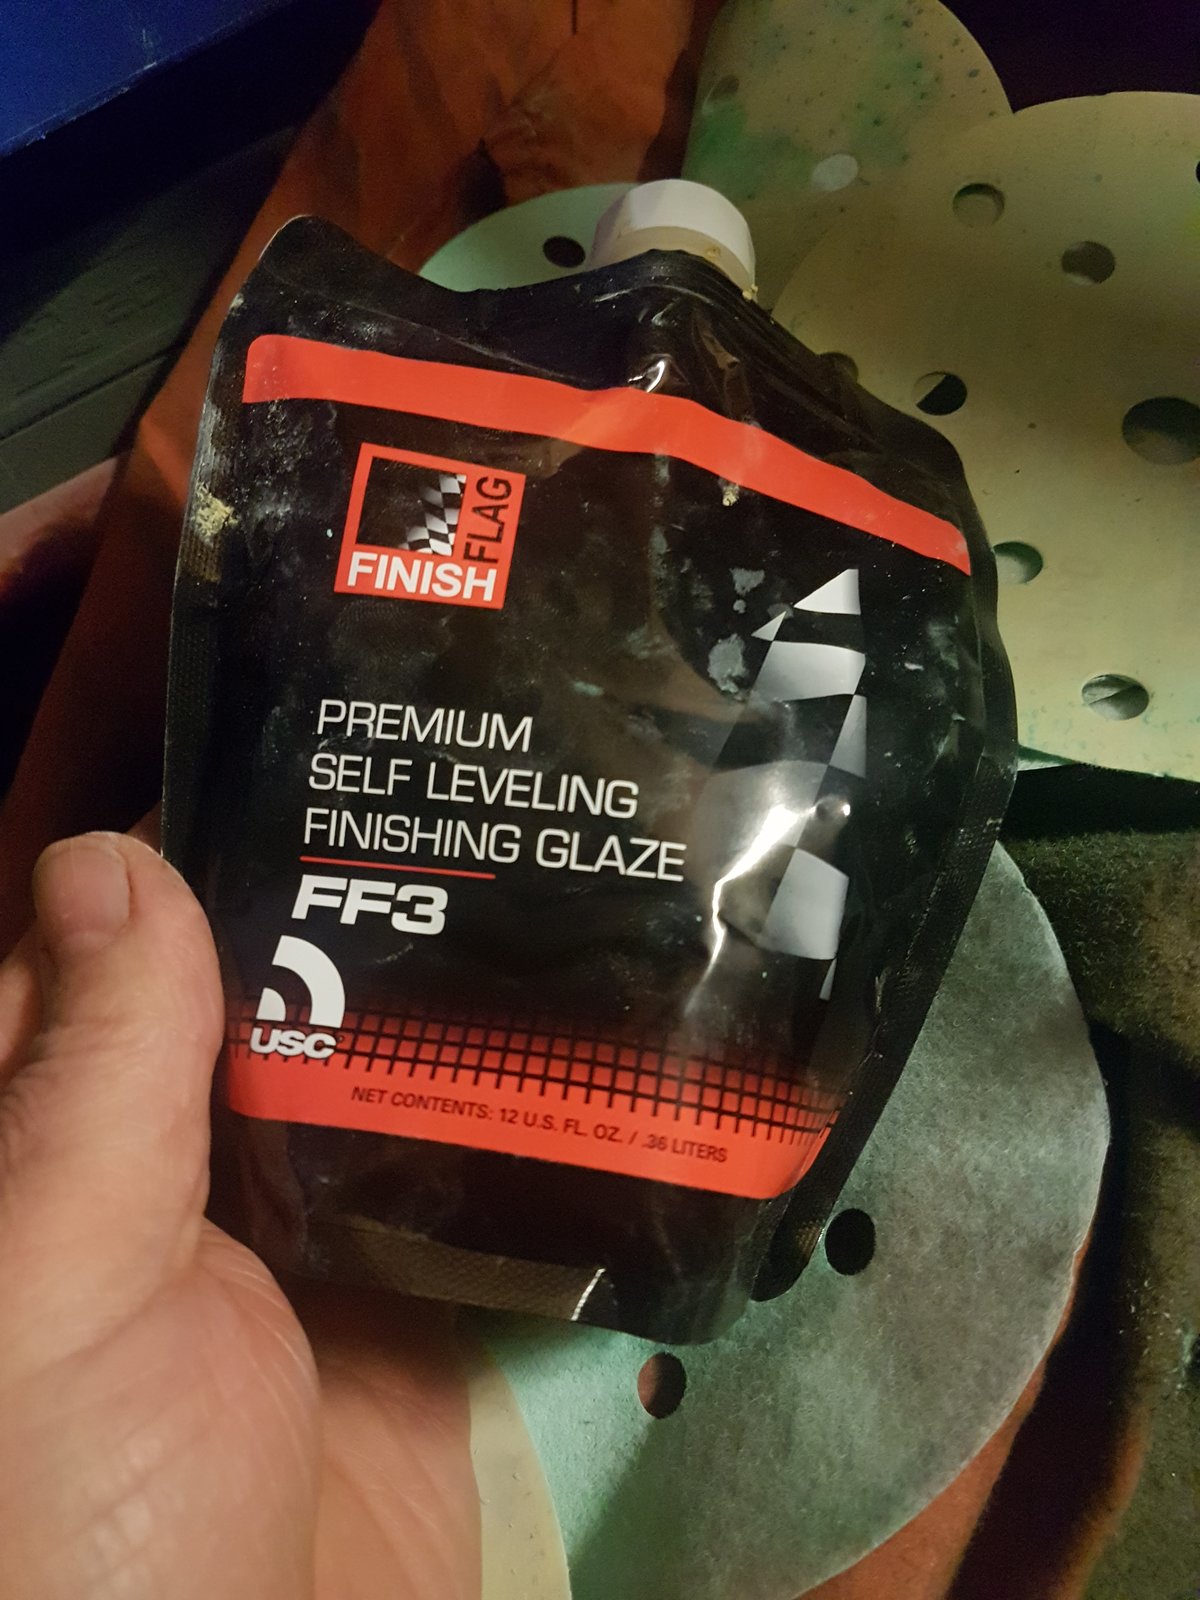 FLAG
FINISH
PREMIUM
SELF LEVELING
FINISHING GLAZE
FF3
USC
NET CONTENTS: 12 U.S. FL. OZ. / .36 LITERS